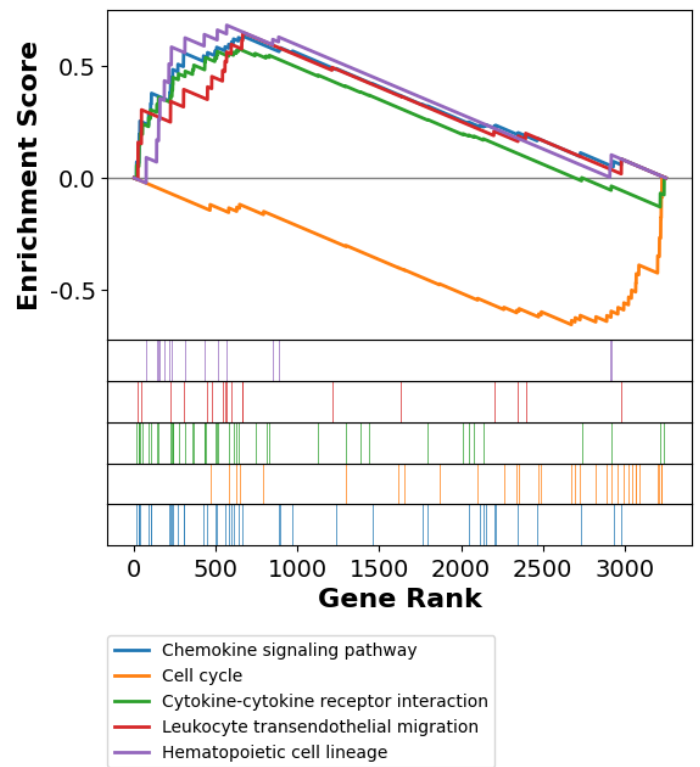 Enrichment Score
0.5
0.0
-0.5
0 500 1000 1500 2000 2500 3000
Gene Rank
Chemokine signaling pathway
Cell cycle
Cytokine-cytokine receptor interaction
Leukocyte transendothelial migration
Hematopoietic cell lineage